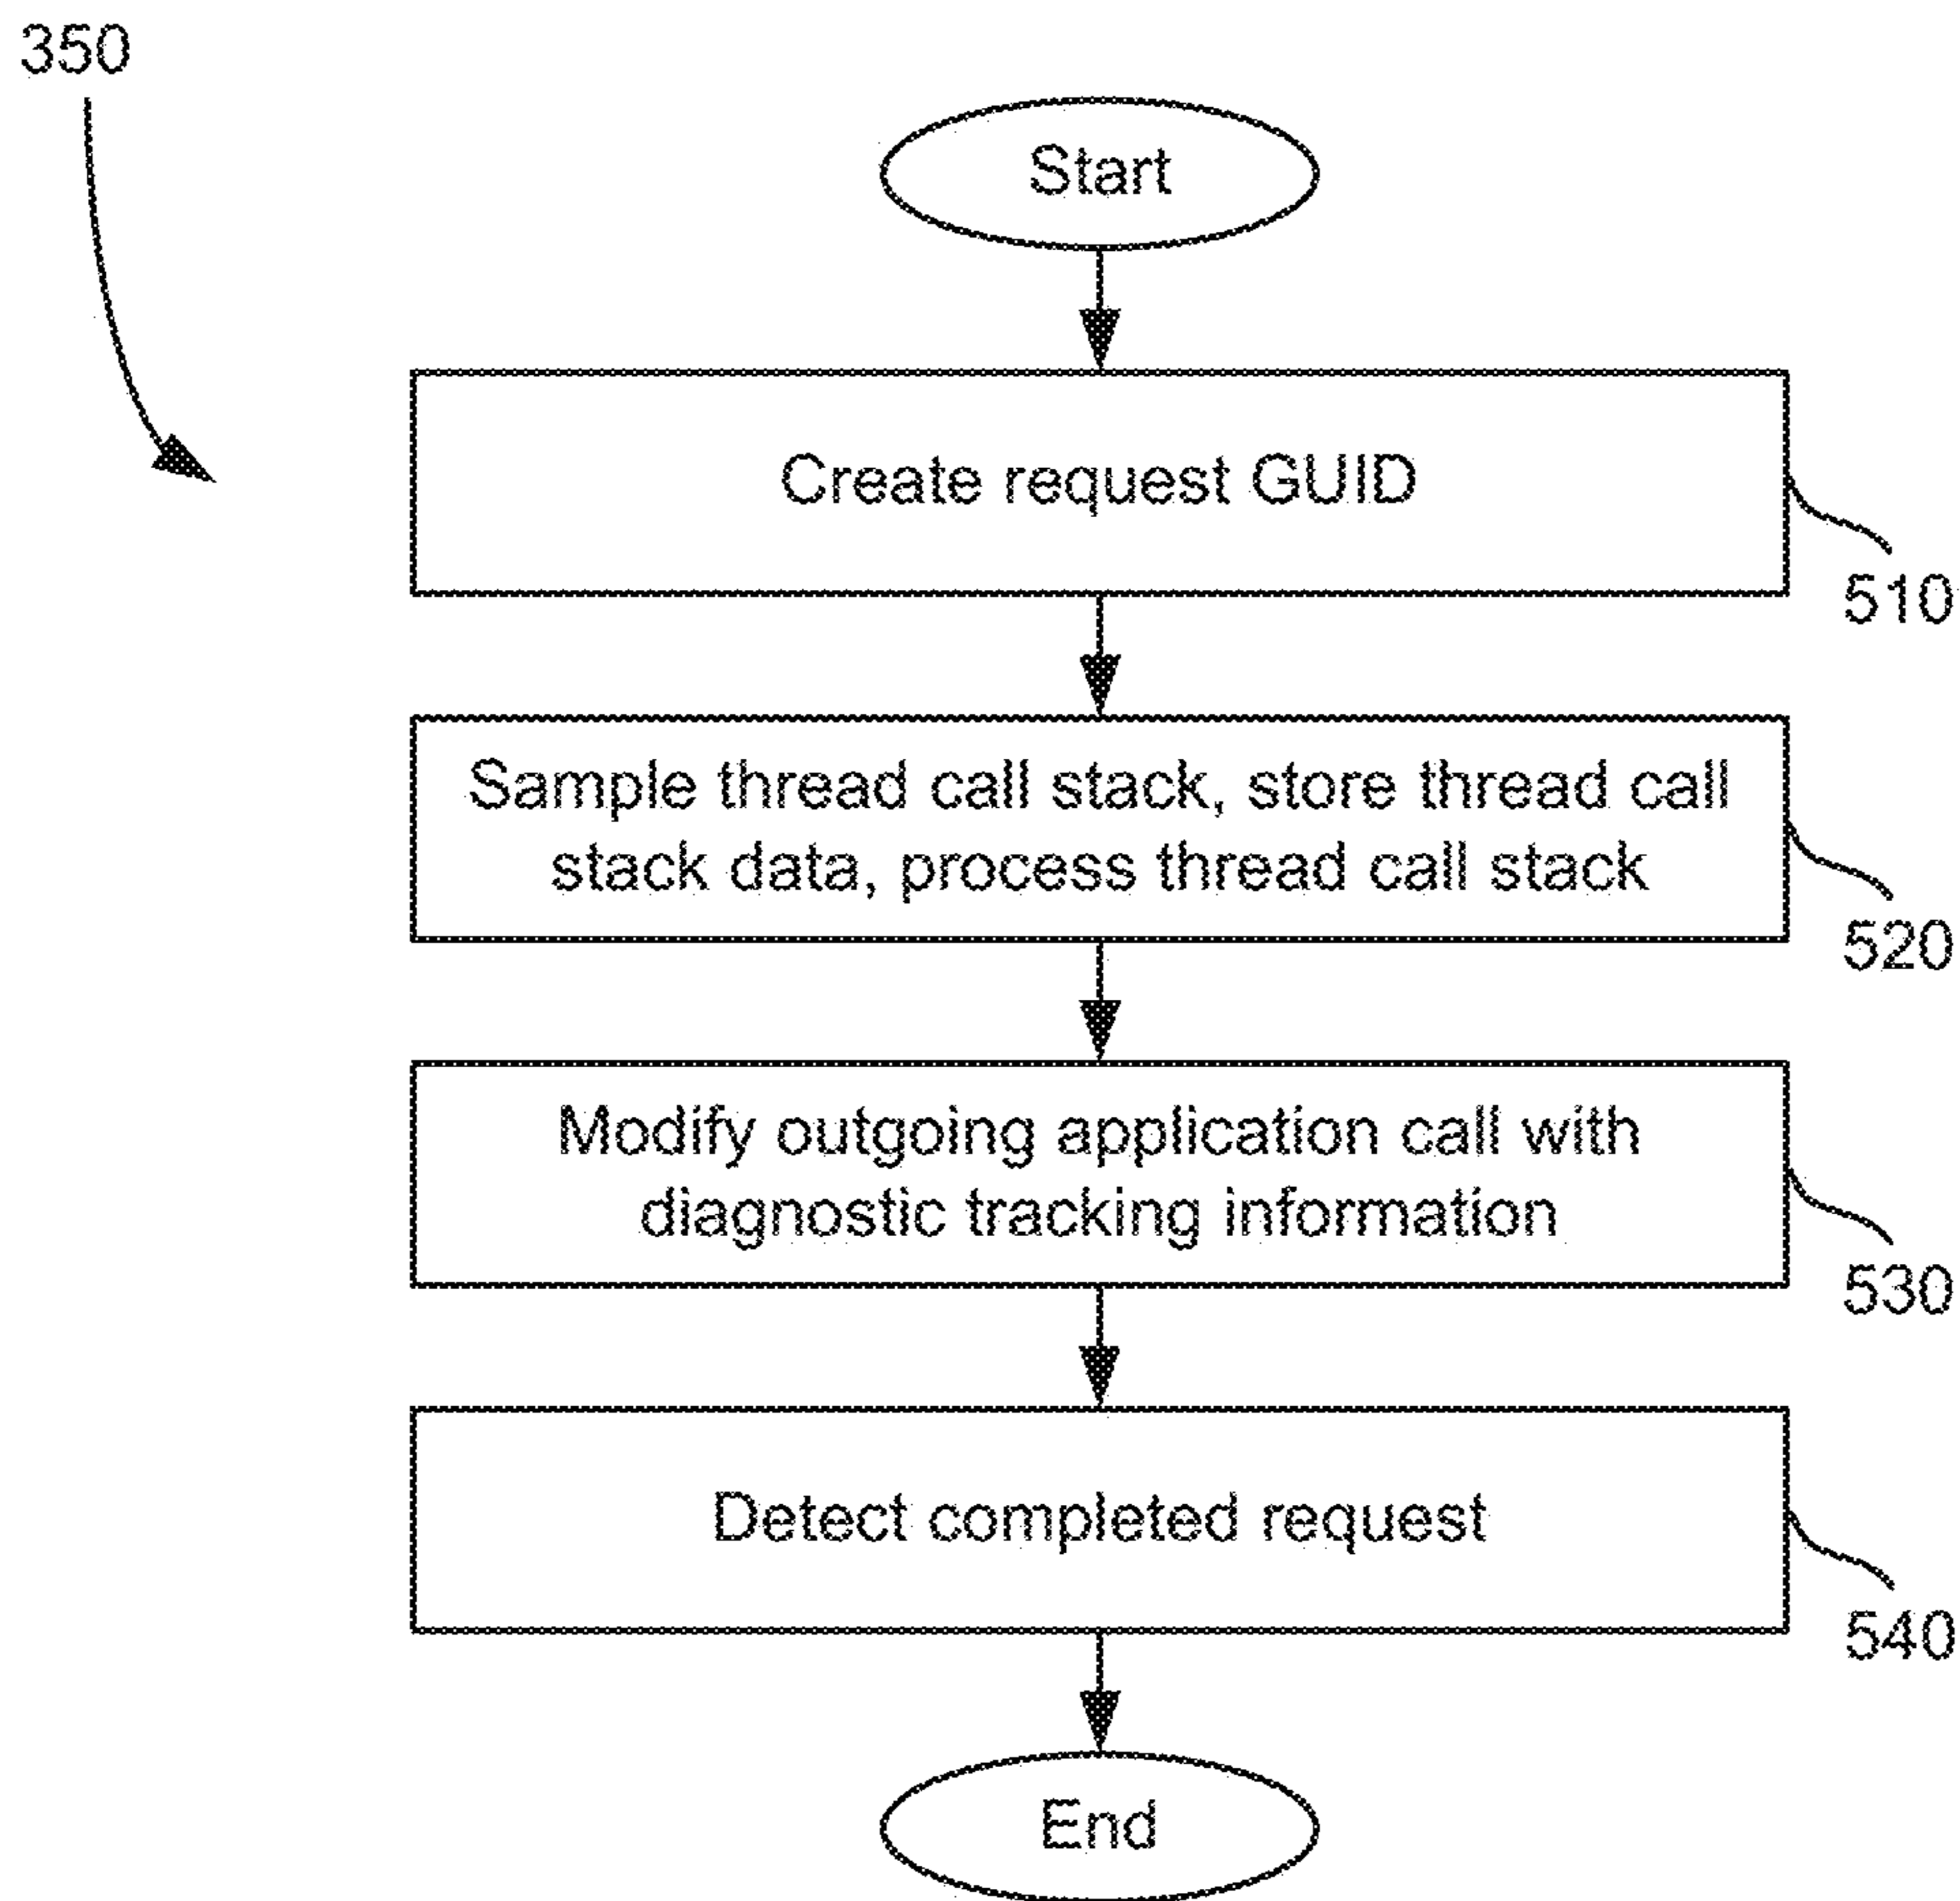 350
Start
Create request GUID
510
Sample thread call stack, store thread call
stack data, process thread call stack
520
Modify outgoing application call with
diagnostic tracking information
530
Detect completed request
540
End